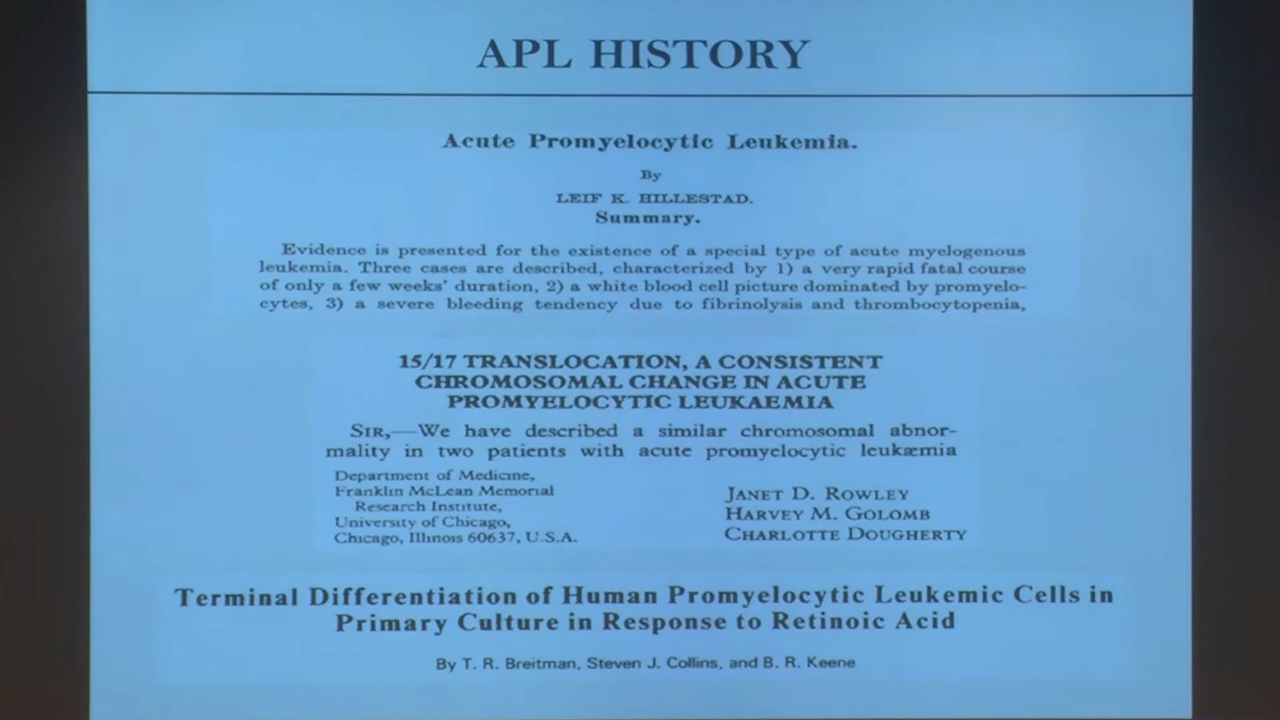 APL HISTORY
Acute Promyelocytic Leukemia.
By
LEIF K. HILLESTAD.
Summary.
Evidence is presented for the existence of a special type of acute myelogenous
leukemia. Three cases are described, characterized by 1) a very rapid fatal course
of only a few weeks' duration, 2) a white blood cell picture dominated by promyelo-
cytes, 3) a severe bleeding tendency due to fibrinolysis and thrombocytopenia,
15/17 TRANSLOCATION, A CONSISTENT
CHROMOSOMAL CHANGE IN ACUTE
PROMYELOCYTIC LEUKAEMIA
SIR,—We have described a similar chromosomal abnor-
mality in two patients with acute promyelocytic leukæmia
Department of Medicine,
Franklin McLean Memorial
Research Institute,
University of Chicago,
Chicago, Illinois 60637, U.S.A.
JANET D. ROWLEY
HARVEY M. GOLOMB
CHARLOTTE DOUGHERTY
Terminal Differentiation of Human Promyelocytic Leukemic Cells in
Primary Culture in Response to Retinoic Acid
By T. R. Breitman, Steven J. Collins, and B. R. Keene